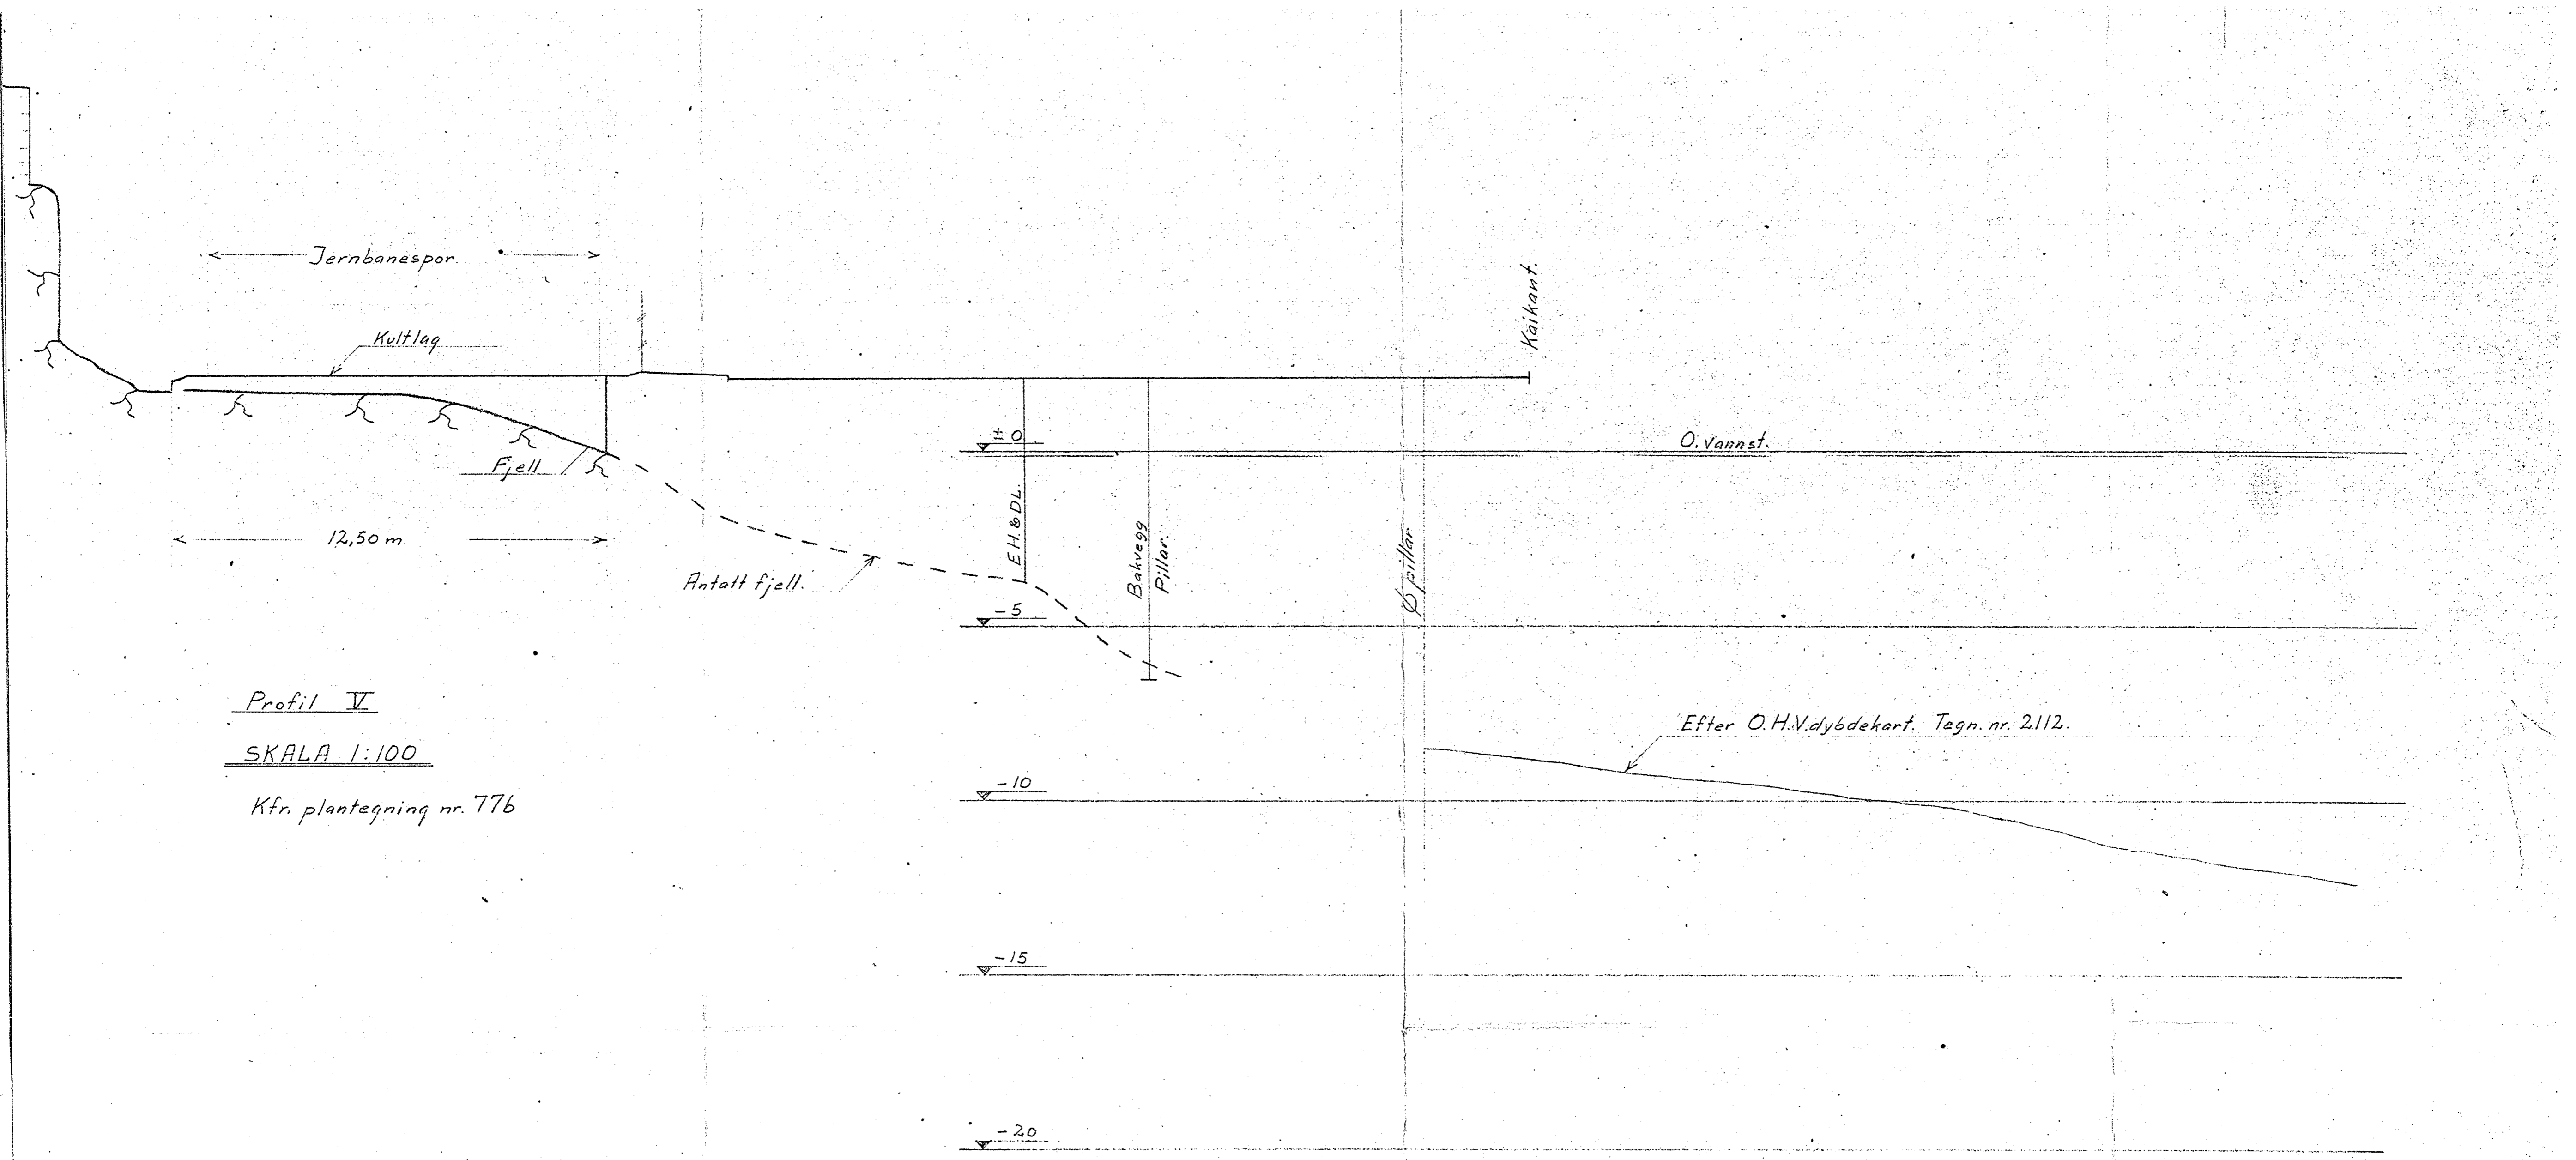 Jernbanespor.
Kultlag
Kaikant.
± 0
O. vannst.
Fjell
12,50 m
E.H.& DL.
Bakvegg
Pillar.
pillar
Antatt fjell.
-5
Profil V
SKALA 1:100
Kfr. plantegning nr. 77b
Efter O.H.V. dybdekart. Tegn. nr. 2112.
-10
-15
-20